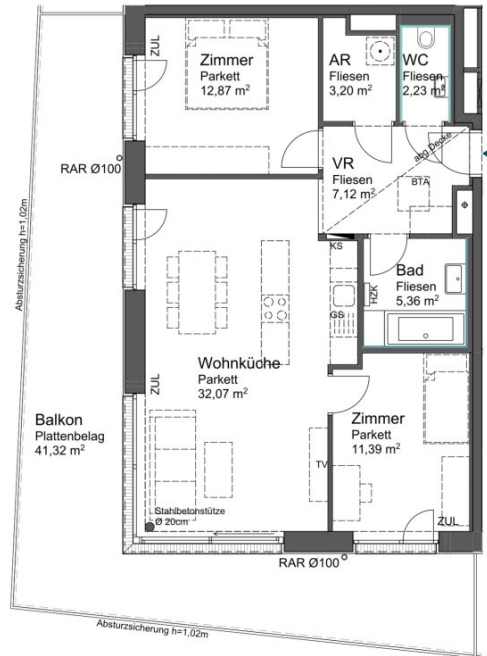 ZUL
Zimmer
Parkett
12,87 m²
AR
Fliesen
3,20 m²
WC
Fliesen
2,23 m²
abg Decke
RAR Ø100
VR
Fliesen
7,12 m²
BTA
Absturzsicherung h=1,02m
KS
Bad
Fliesen
5,36 m²
HZK
GS
Wohnküche
Parkett
32,07 m²
ZUL
Balkon
Plattenbelag
41,32 m²
Zimmer
Parkett
11,39 m²
TV
Stahlbetonstütze
Ø 20cm
ZUL
RAR Ø100
Absturzsicherung h=1,02m